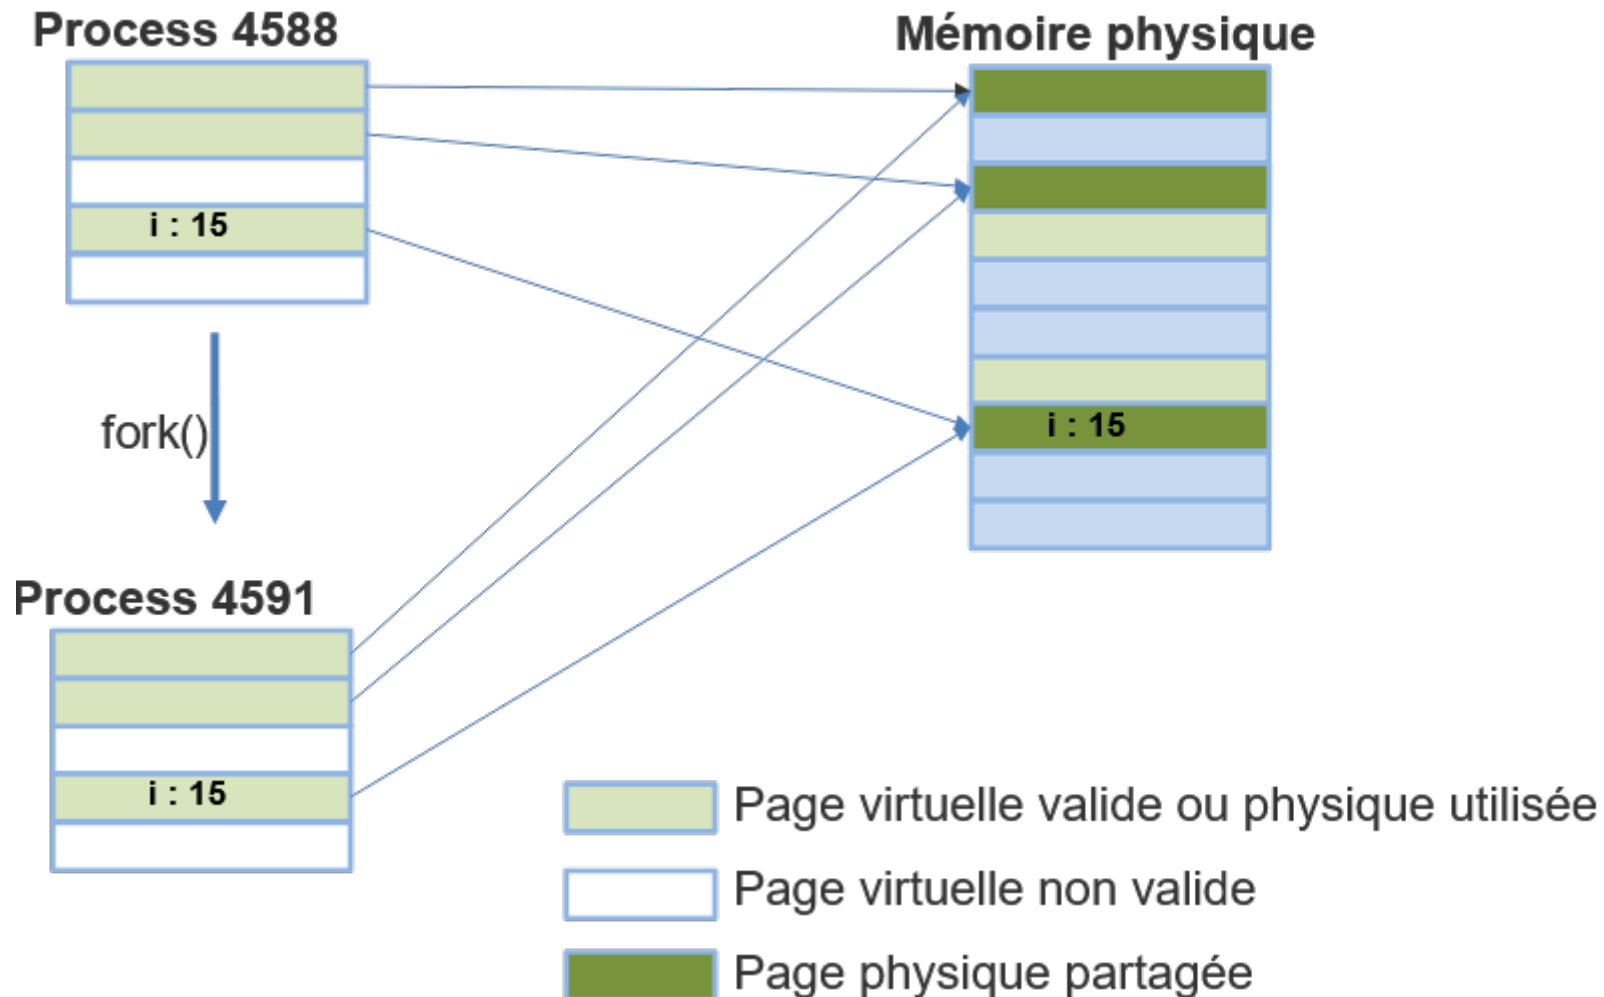 Process 4588
Mémoire physique
i : 15
fork()
i : 15
Process 4591
i : 15
Page virtuelle valide ou physique utilisée
Page virtuelle non valide
Page physique partagée